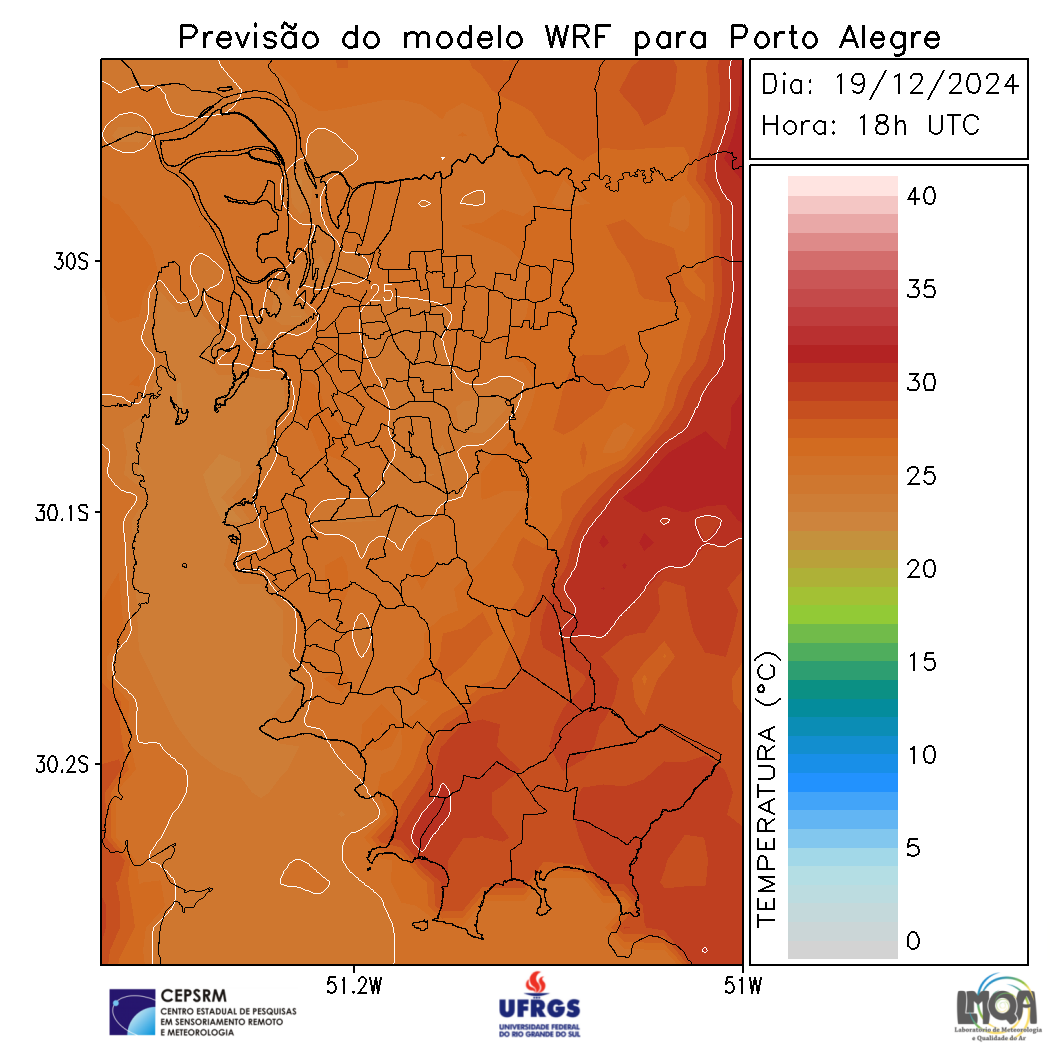 Previsão do modelo WRF para Porto Alegre
Dia: 19/12/2024
Hora: 18h UTC
30S
30.1S
30.2S
51.2W
51W
25
TEMPERATURA (°C)
40
35
30
25
20
15
10
5
0
CEPSRM
CENTRO ESTADUAL DE PESQUISAS
EM SENSORIAMENTO REMOTO
E METEOROLOGIA
UFRGS
UNIVERSIDADE FEDERAL
DO RIO GRANDE DO SUL
LMQA
Laboratório de Meteorologia
e Qualidade do Ar